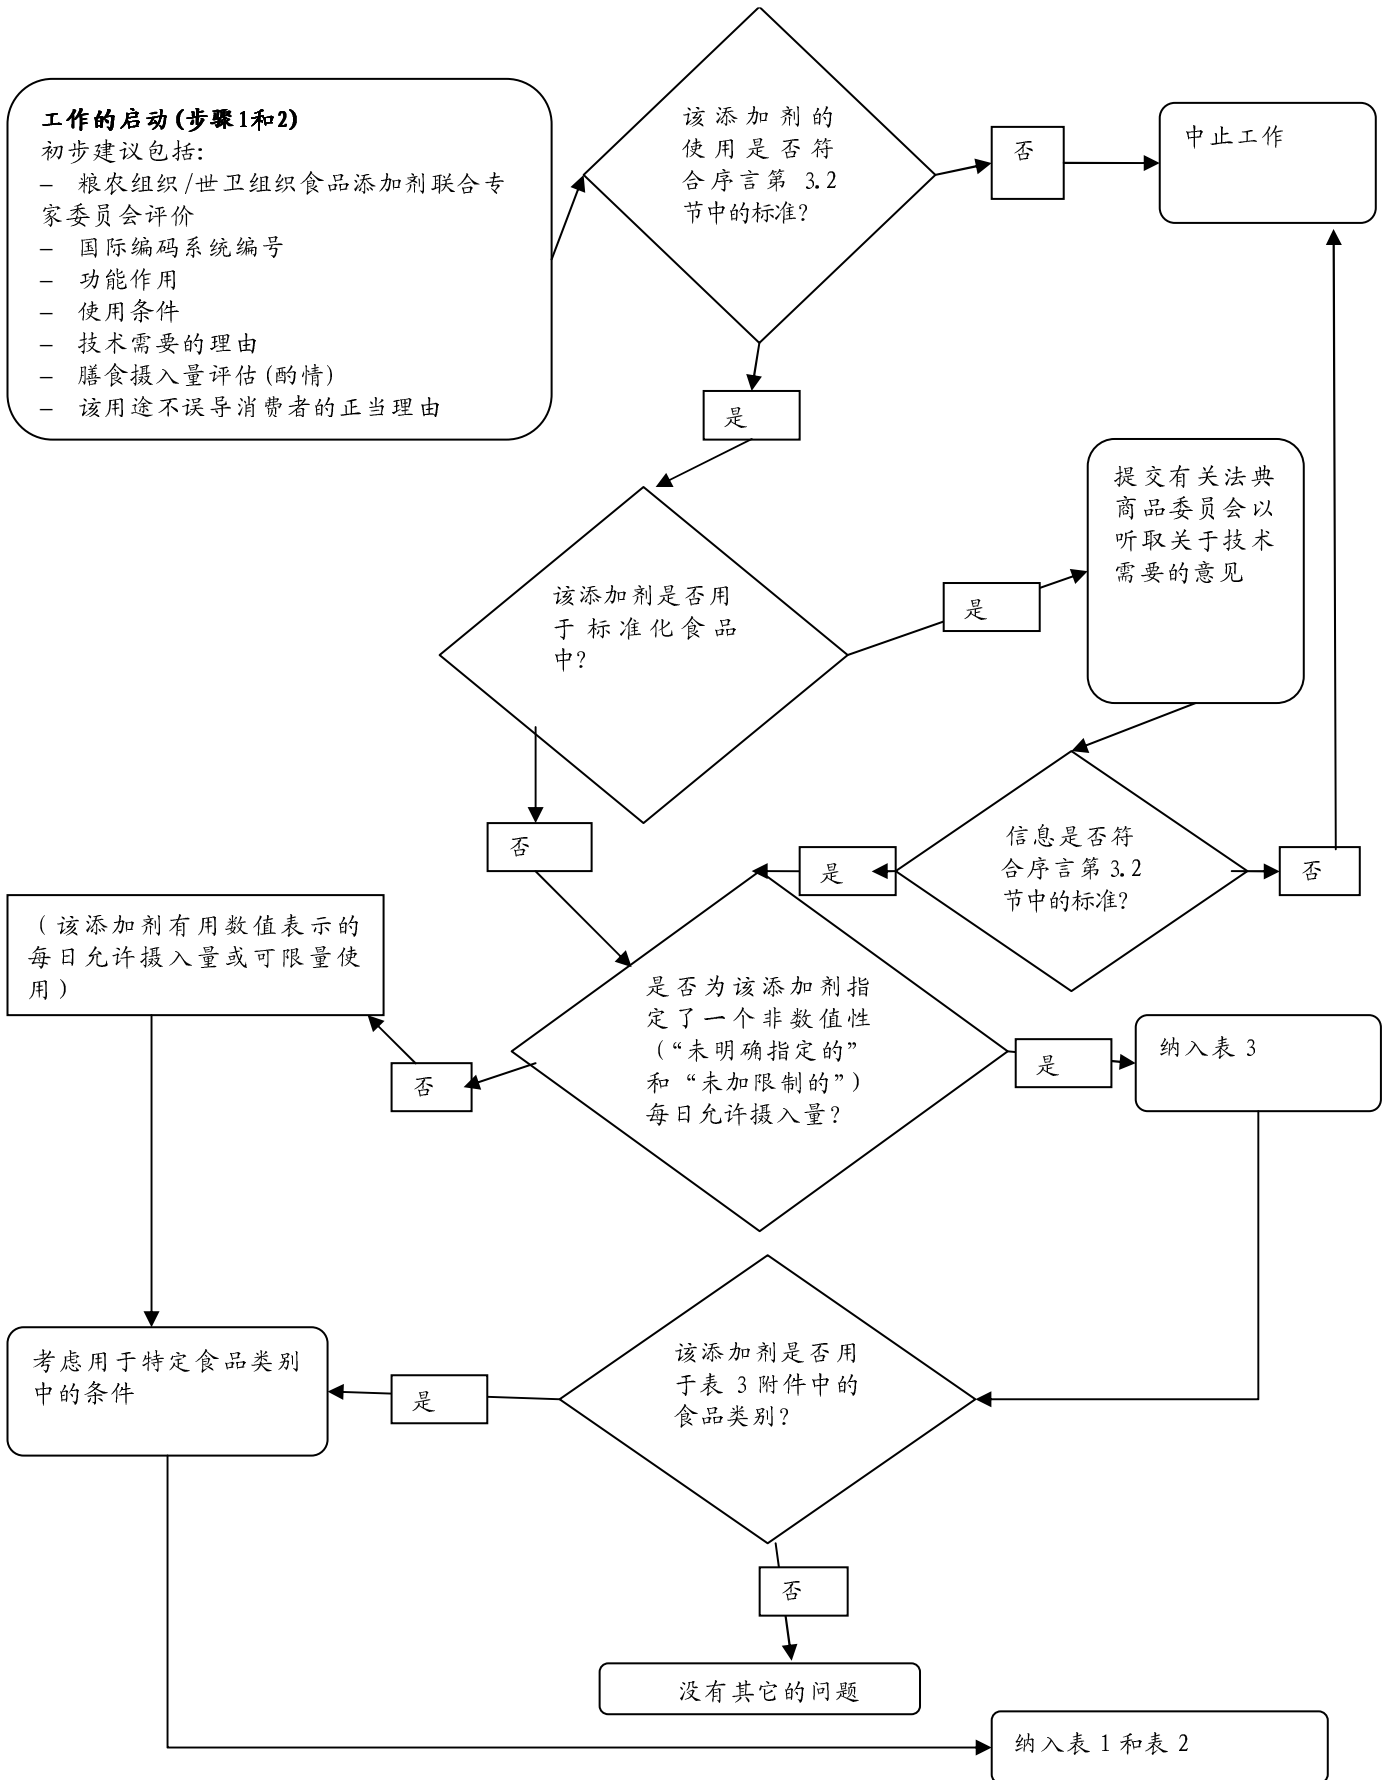 工作的启动(步骤1和2)
初步建议包括:
– 粮农组织/世卫组织食品添加剂联合专
家委员会评价
– 国际编码系统编号
– 功能作用
– 使用条件
– 技术需要的理由
– 膳食摄入量评估(酌情)
– 该用途不误导消费者的正当理由
该添加剂的
使用是否符
合序言第 3.2
节中的标准?
否
中止工作
是
该添加剂是否用
于标准化食品
中?
是
提交有关法典
商品委员会以
听取关于技术
需要的意见
否
是
信息是否符
合序言第 3.2
节中的标准?
否
(该添加剂有用数值表示的
每日允许摄入量或可限量使
用)
否
是否为该添加剂指
定了一个非数值性
(“未明确指定的”
和“未加限制的”)
每日允许摄入量?
是
纳入表 3
考虑用于特定食品类别
中的条件
是
该添加剂是否用
于表 3 附件中的
食品类别?
否
没有其它的问题
纳入表 1 和表 2